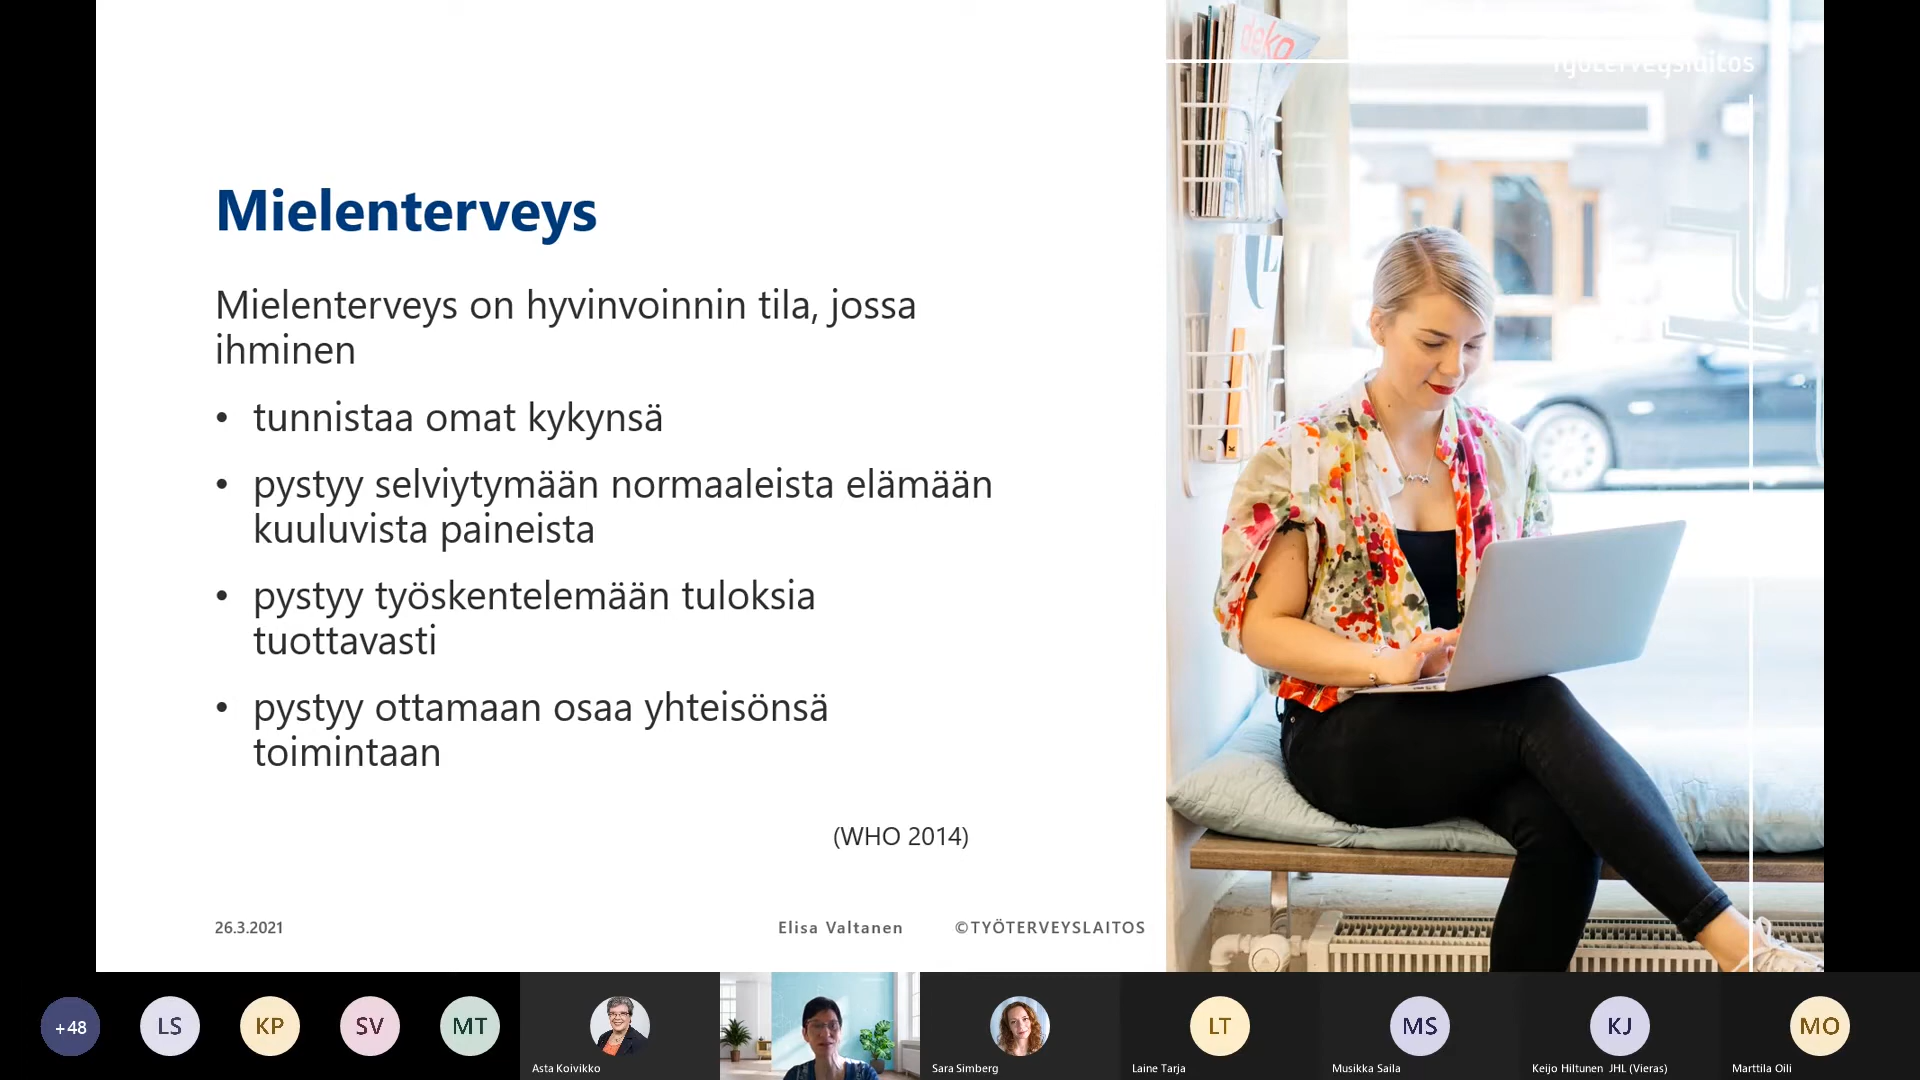 deko
Työterveyslaitos
Mielenterveys
Mielenterveys on hyvinvoinnin tila, jossa
ihminen
• tunnistaa omat kykynsä
• pystyy selviytymään normaaleista elämään
kuuluvista paineista
• pystyy työskentelemään tuloksia
tuottavasti
• pystyy ottamaan osaa yhteisönsä
toimintaan
(WHO 2014)
26.3.2021
Elisa Valtanen
©TYÖTERVEYSLAITOS
+48
LS
KP
SV
MT
Asta Koivikko
Sara Simberg
LT
Laine Tarja
MS
Musikka Saila
KJ
Keijo Hiltunen JHL (Vieras)
MO
Marttila Oili